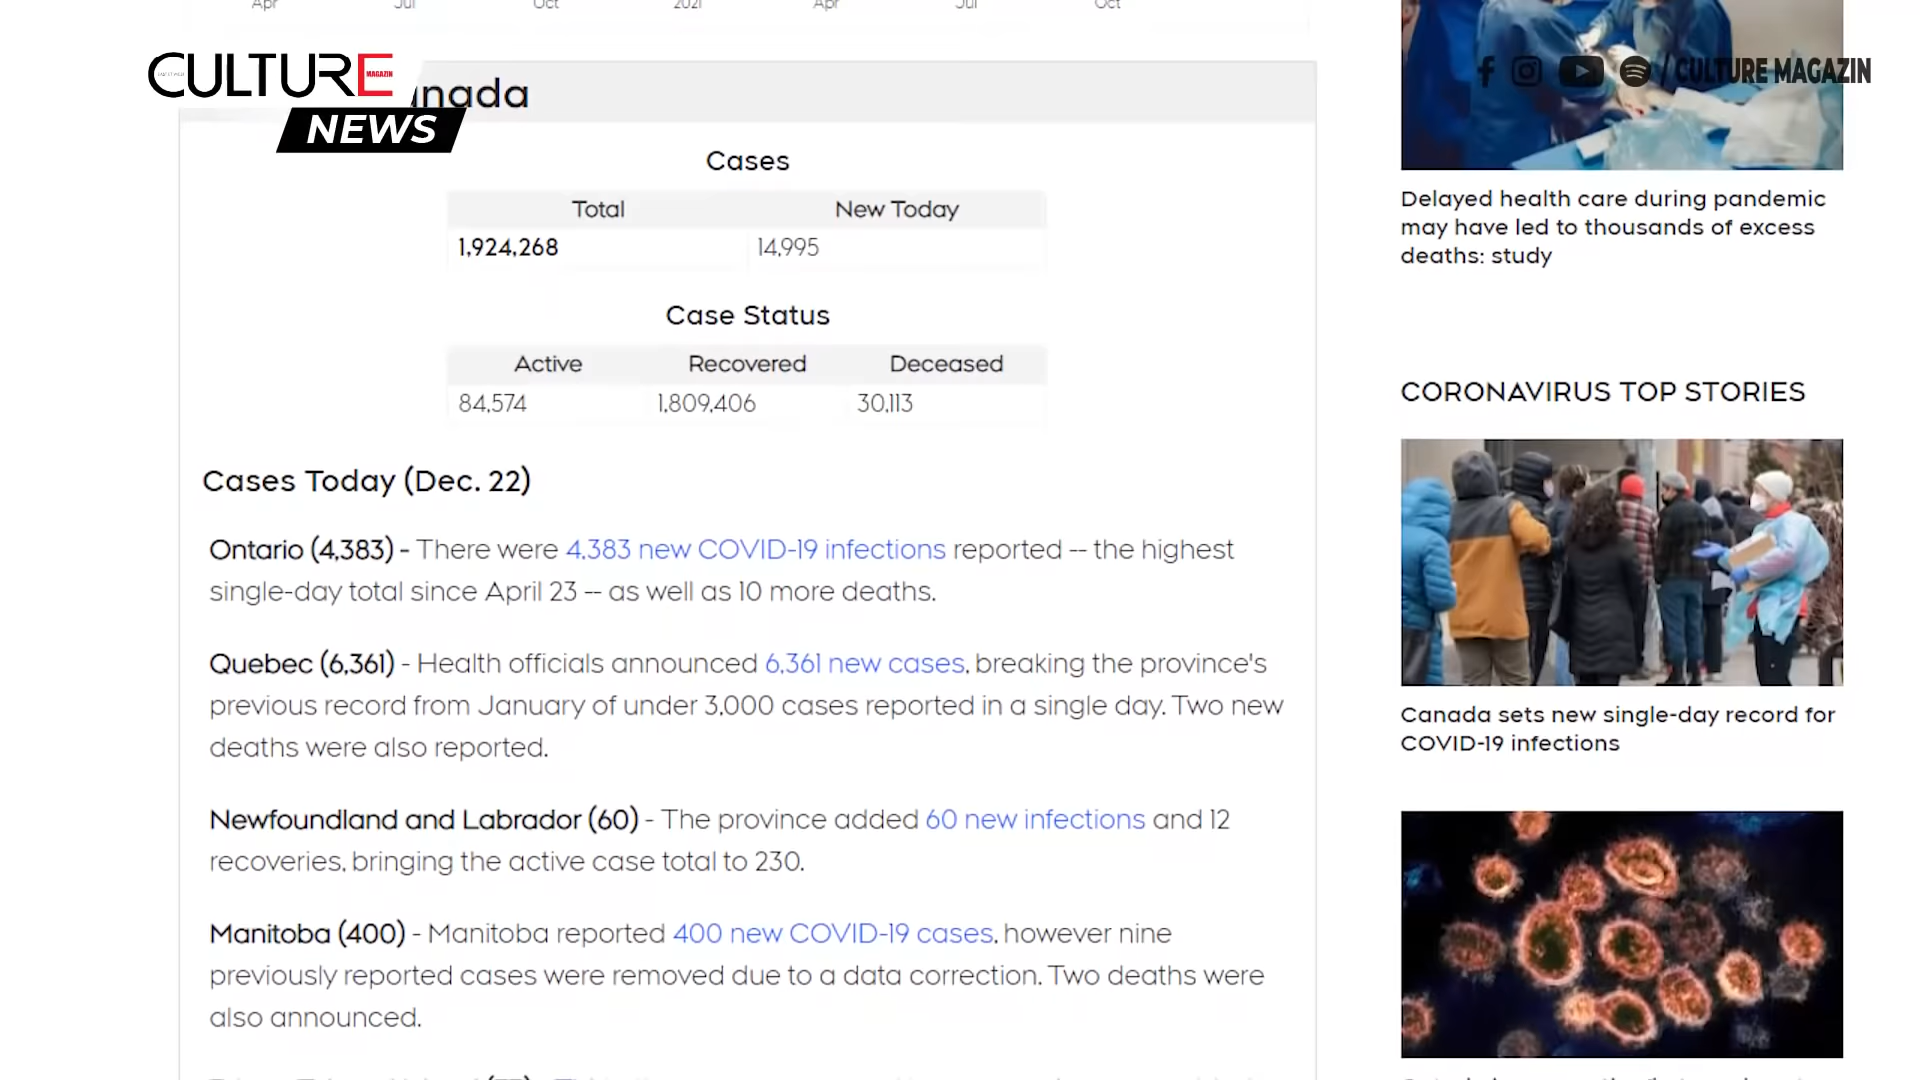 Apr Jul Oct 2021 Apr Jul Oct
CULTURE
MAGAZIN
NEWS
/ CULTURE MAGAZIN
nada
Cases
Total New Today
1,924,268 14,995
Case Status
Active Recovered Deceased
84,574 1,809,406 30,113
Cases Today (Dec. 22)
Ontario (4,383) - There were 4,383 new COVID-19 infections reported -- the highest
single-day total since April 23 -- as well as 10 more deaths.
Quebec (6,361) - Health officials announced 6,361 new cases, breaking the province's
previous record from January of under 3,000 cases reported in a single day. Two new
deaths were also reported.
Newfoundland and Labrador (60) - The province added 60 new infections and 12
recoveries, bringing the active case total to 230.
Manitoba (400) - Manitoba reported 400 new COVID-19 cases, however nine
previously reported cases were removed due to a data correction. Two deaths were
also announced.
Delayed health care during pandemic
may have led to thousands of excess
deaths: study
CORONAVIRUS TOP STORIES
Canada sets new single-day record for
COVID-19 infections